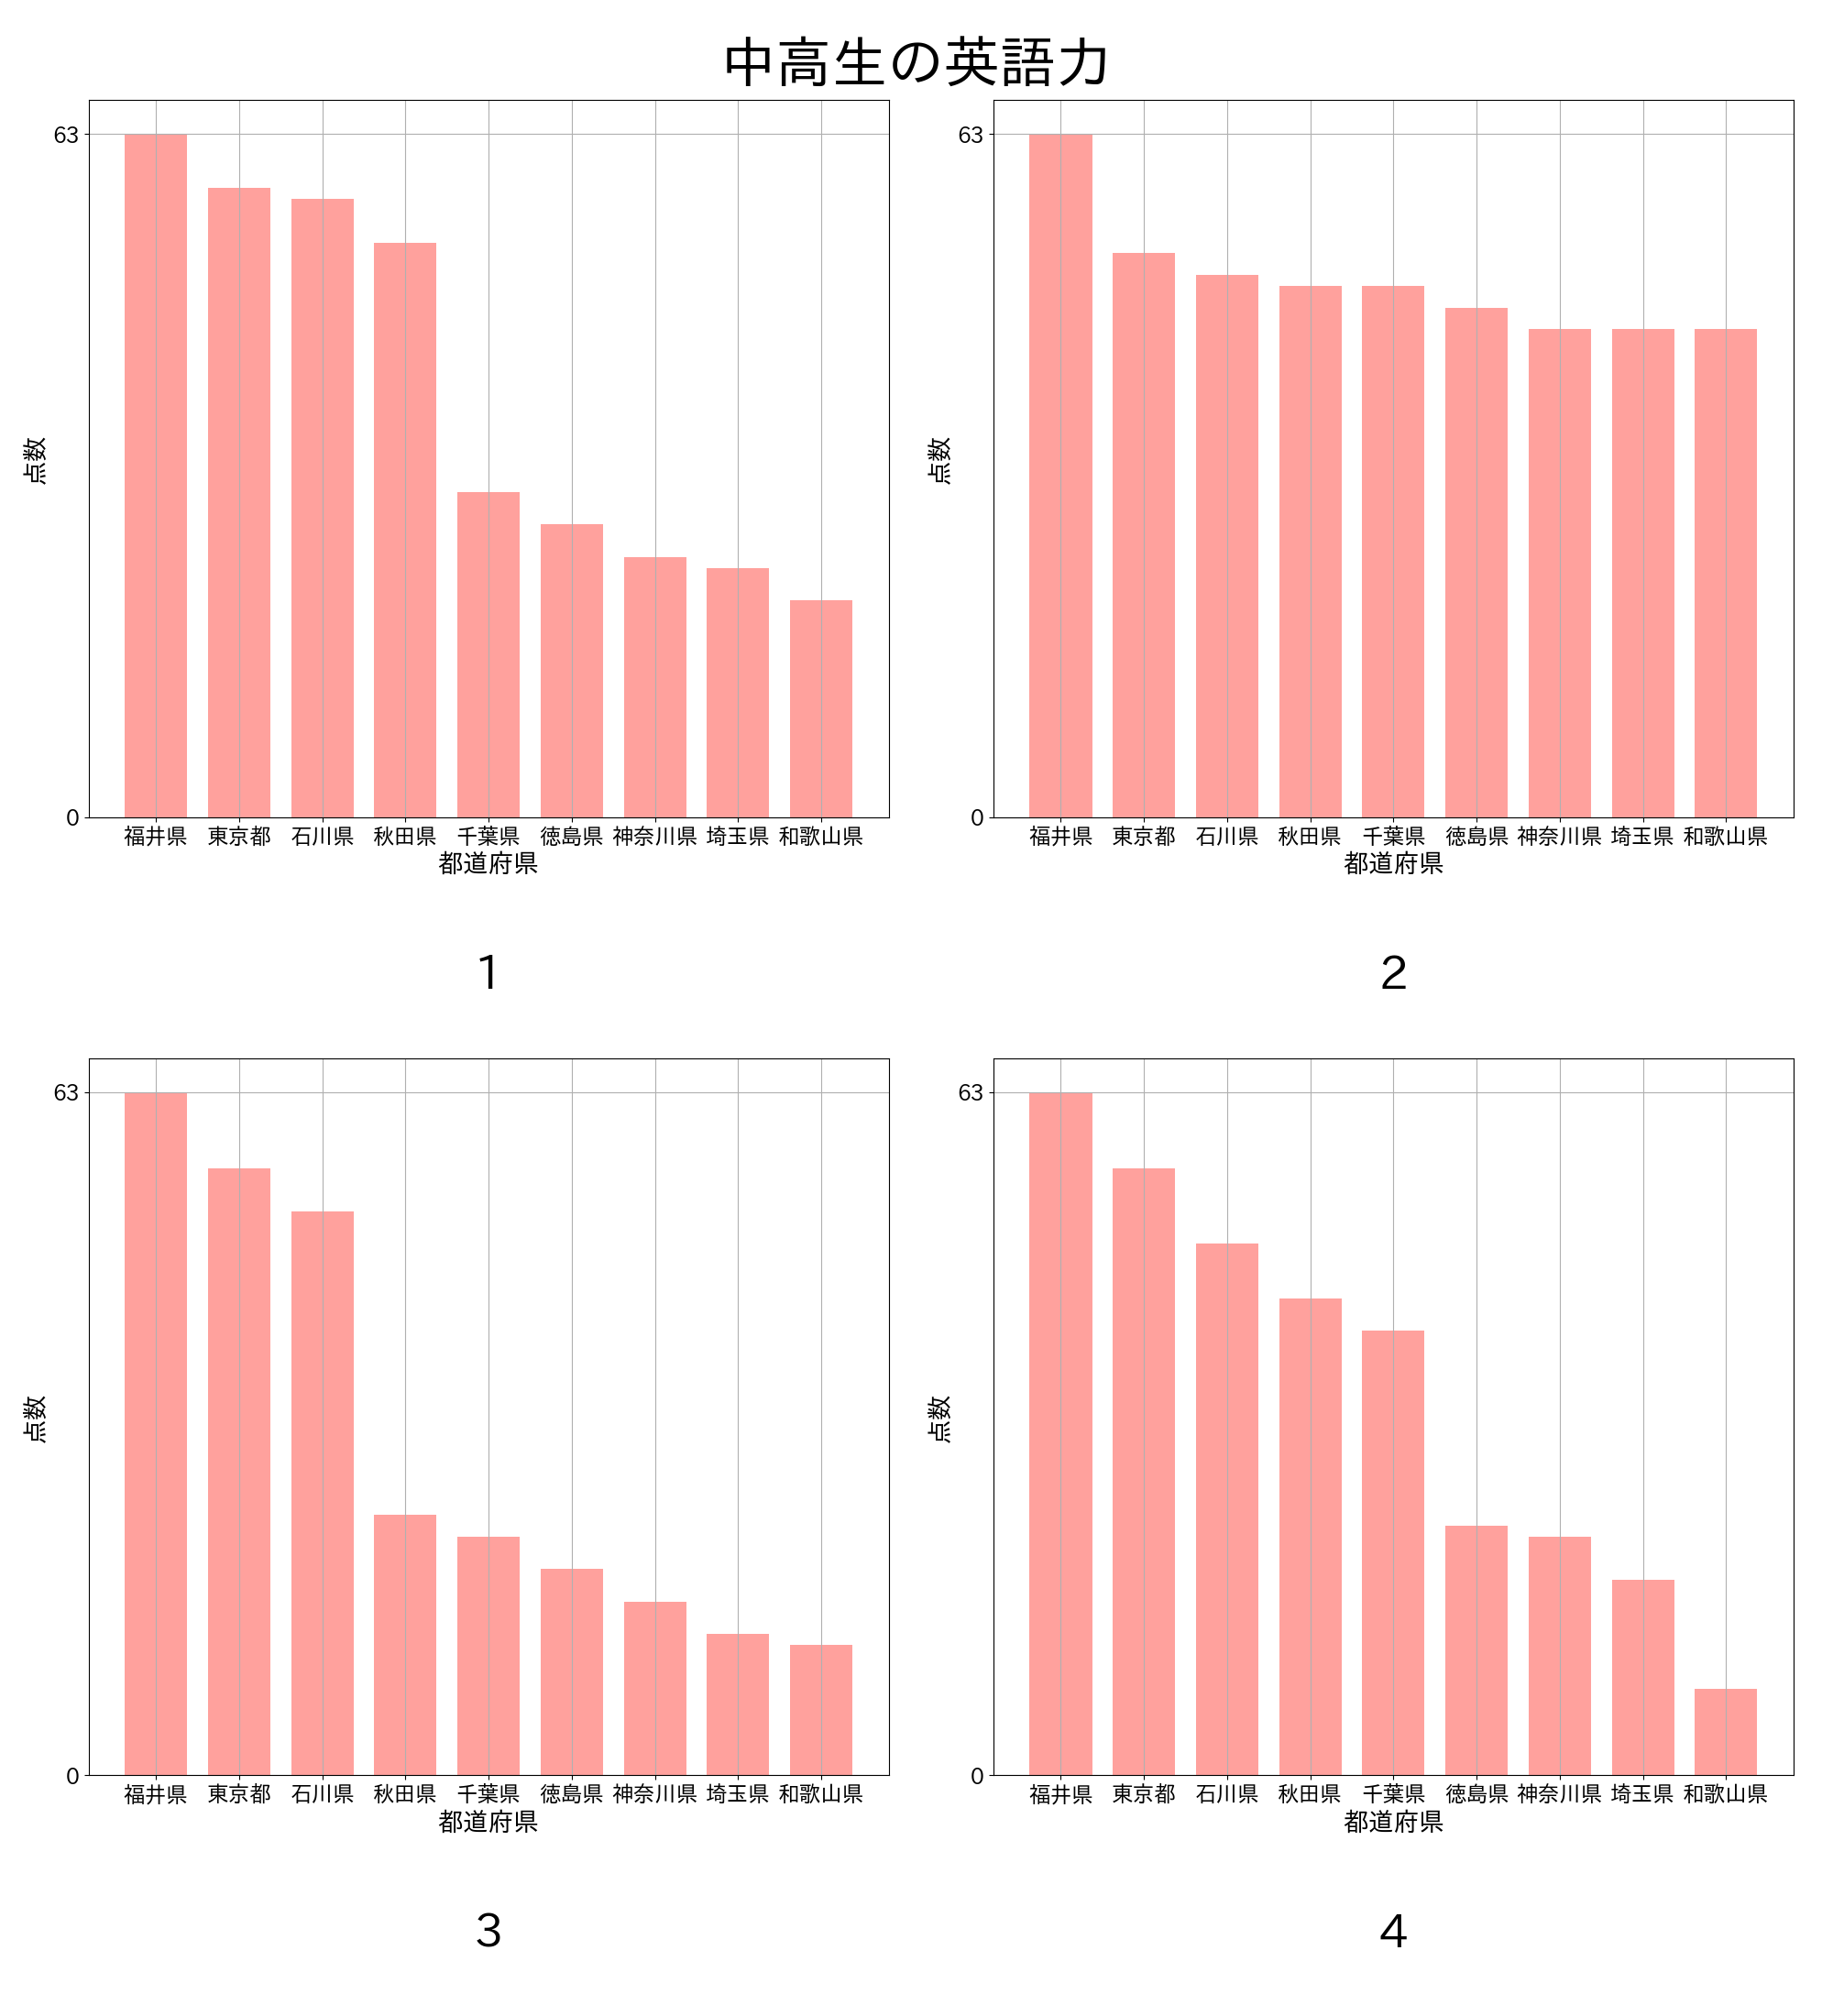 中高生の英語力
63
0
点数
福井県 東京都 石川県 秋田県 千葉県 徳島県 神奈川県 埼玉県 和歌山県
都道府県
1
63
0
点数
福井県 東京都 石川県 秋田県 千葉県 徳島県 神奈川県 埼玉県 和歌山県
都道府県
2
63
0
点数
福井県 東京都 石川県 秋田県 千葉県 徳島県 神奈川県 埼玉県 和歌山県
都道府県
3
63
0
点数
福井県 東京都 石川県 秋田県 千葉県 徳島県 神奈川県 埼玉県 和歌山県
都道府県
4